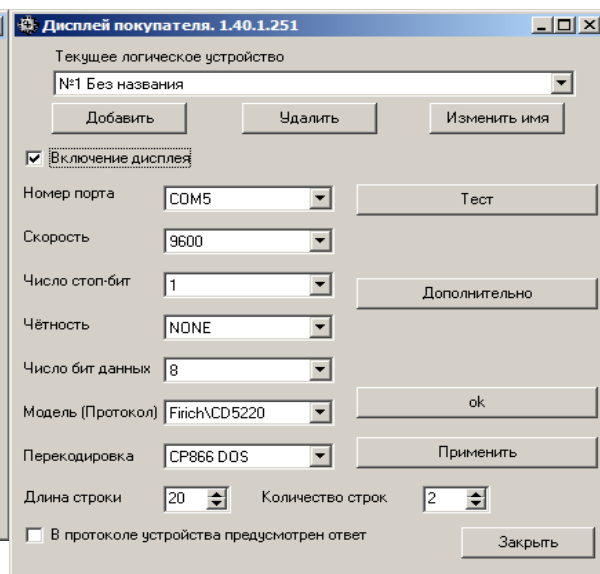 Дисплей покупателя. 1.40.1.251
Текущее логическое устройство
№1 Без названия
Добавить Удалить Изменить имя
Включение дисплея
Номер порта COM5 Тест
Скорость 9600
Число стоп-бит 1 Дополнительно
Чётность NONE
Число бит данных 8
Модель (Протокол) Firich\CD5220 ok
Перекодировка CP866 DOS Применить
Длина строки 20 Количество строк 2
В протоколе устройства предусмотрен ответ
Закрыть